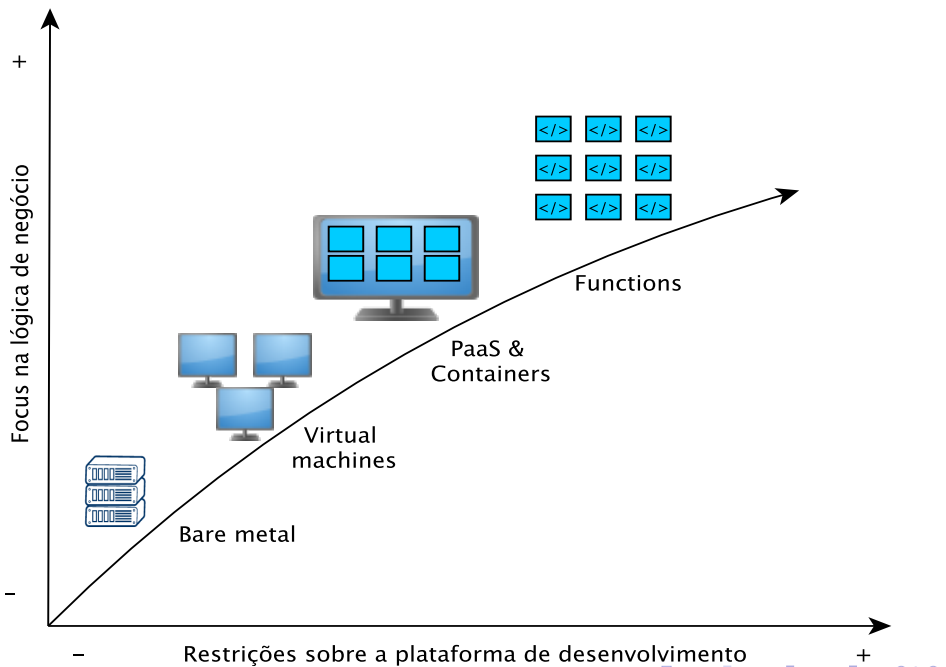 +
Focus na lógica de negócio
</> </> </>
</> </> </>
</> </> </>
Functions
PaaS &
Containers
Virtual
machines
Bare metal
–
– Restrições sobre a plataforma de desenvolvimento +